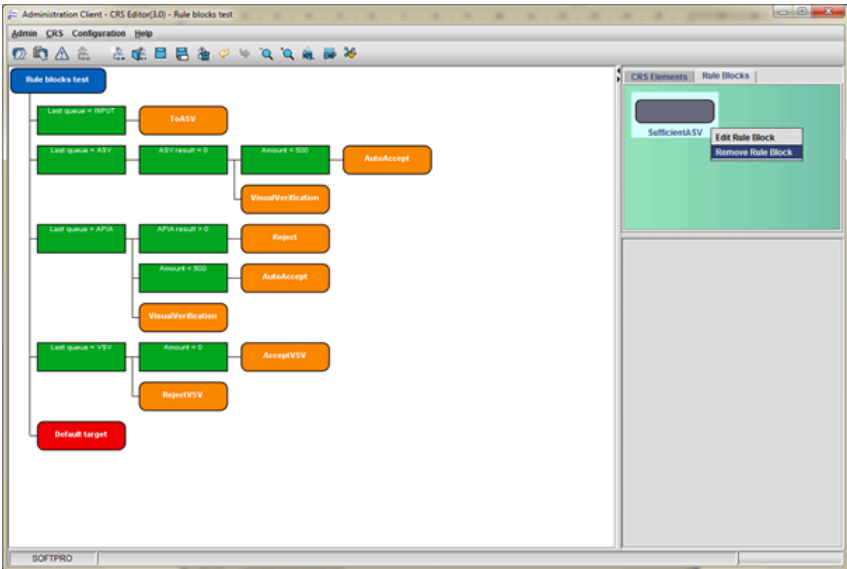 Administration Client - CRS Editor(3.0) - Rule blocks test
Admin CRS Configuration Help
Rule blocks test
CRS Elements Rule Blocks
Last queue = INPUT
ToASV
SufficientASV
Edit Rule Block
Remove Rule Block
Last queue = ASV
ASV result = 0
Amount < 500
AutoAccept
VisualVerification
Last queue = APIA
APIA result > 0
Reject
Amount < 500
AutoAccept
VisualVerification
Last queue = VSV
Amount = 0
AcceptVSV
RejectVSV
Default target
SOFTPRO